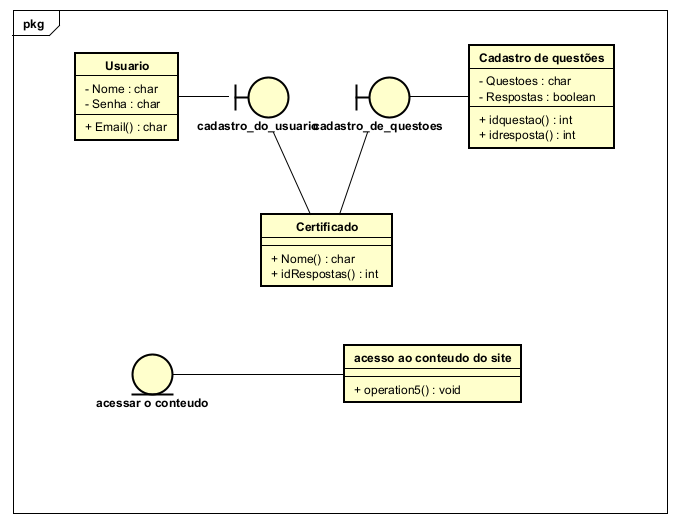 pkg
Usuario
- Nome : char
- Senha : char
+ Email() : char
cadastro_do_usuario
cadastro_de_questoes
Cadastro de questões
- Questoes : char
- Respostas : boolean
+ idquestao() : int
+ idresposta() : int
Certificado
+ Nome() : char
+ idRespostas() : int
acessar o conteudo
acesso ao conteudo do site
+ operation5() : void